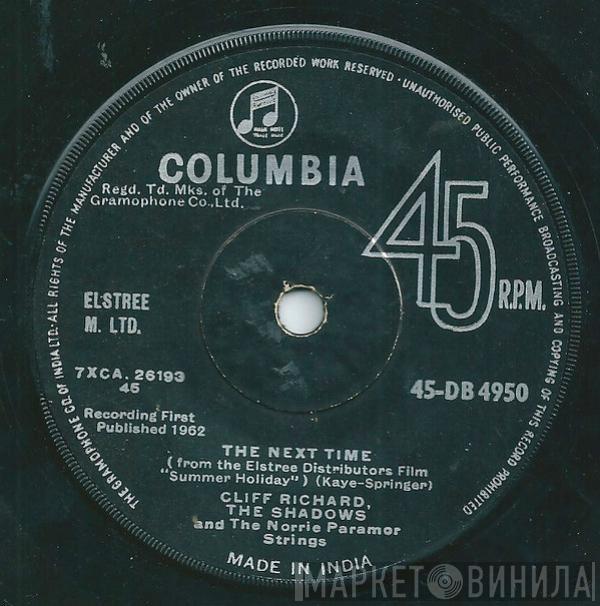 THE GRAMOPHONE CO. OF INDIA LTD·ALL RIGHTS OF THE MANUFACTURER AND OF THE OWNER OF THE RECORDED WORK RESERVED·UNAUTHORISED PUBLIC PERFORMANCE BROADCASTING AND COPYING OF THIS RECORD PROHIBITED
COLUMBIA
Regd. Td. Mks. of The
Gramophone Co.,Ltd.
45
R.P.M.
ELSTREE
M. LTD.
7XCA. 26193
45
45-DB 4950
Recording First
Published 1962
THE NEXT TIME
(from the Elstree Distributors Film
"Summer Holiday") (Kaye-Springer)
CLIFF RICHARD,
THE SHADOWS
and The Norrie Paramor
Strings
MADE IN INDIA
МАРКЕТ ВИНИЛА